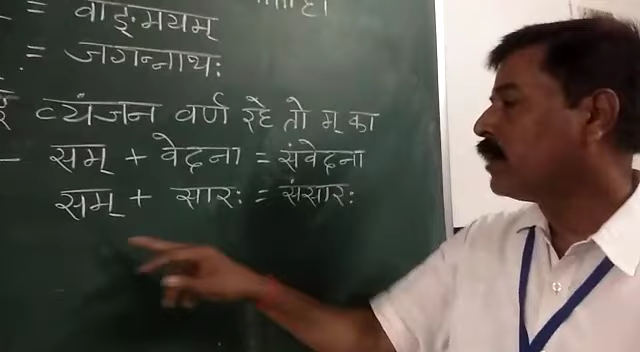 = वाङ्मयम्
= जगन्नाथः
व्यंजन वर्ण रहे तो म् का
- सम् + वेदना = संवेदना
सम् + सारः = संसारः